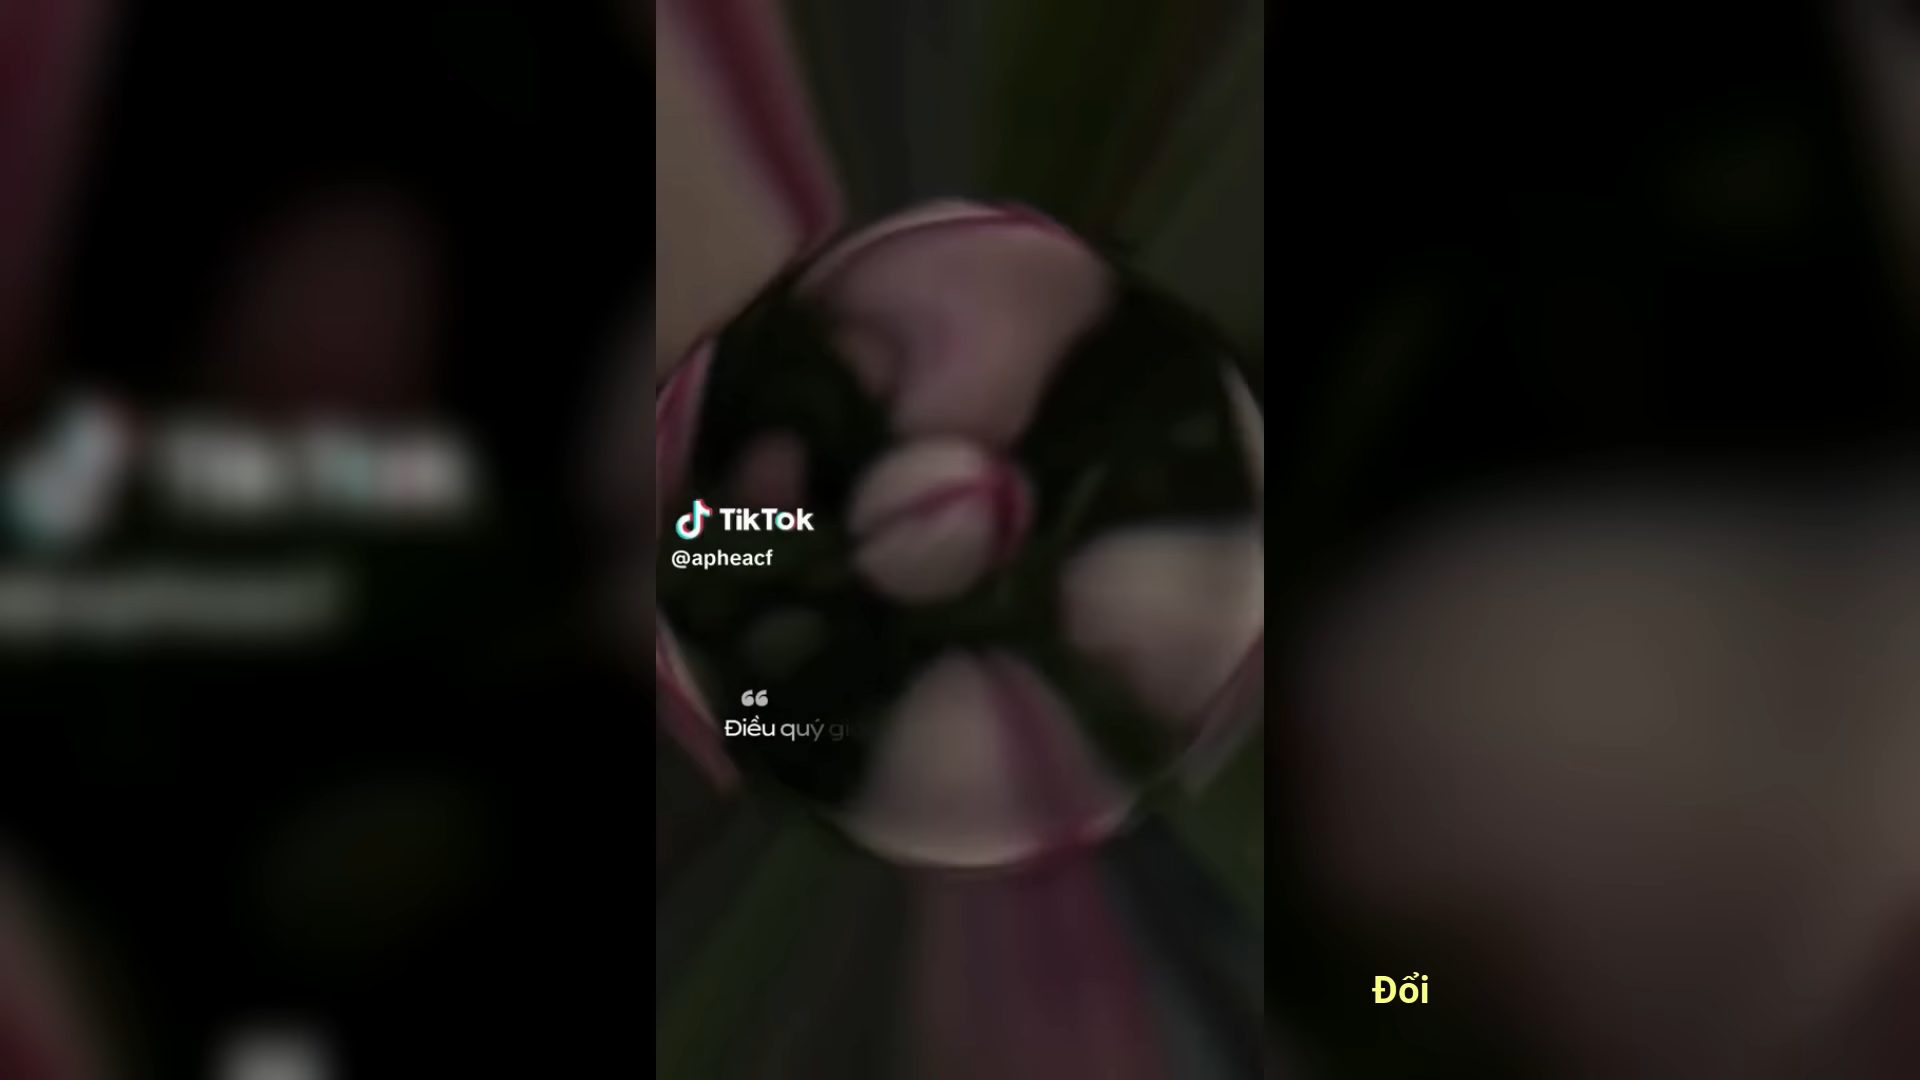 TikTok
@apheacf
❝
Điều quý
Đổi